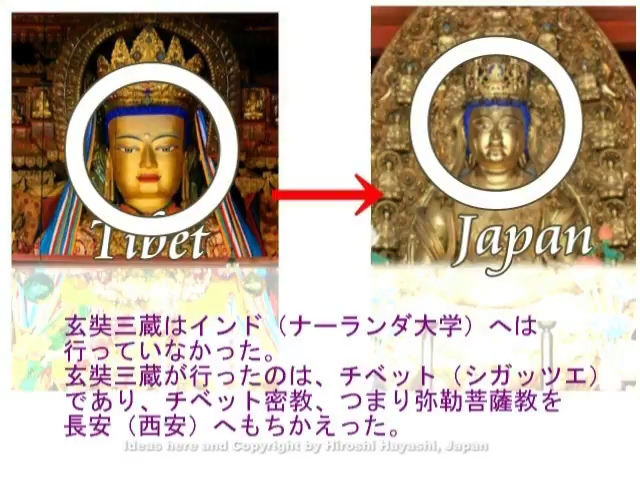 Tibet
Japan
玄奘三蔵はインド（ナーランダ大学）へは
行っていなかった。
玄奘三蔵が行ったのは、チベット（シガッツエ）
であり、チベット密教、つまり弥勒菩薩教を
長安（西安）へもちかえった。
Ideas here and Copyright by Hiroshi Hayashi, Japan